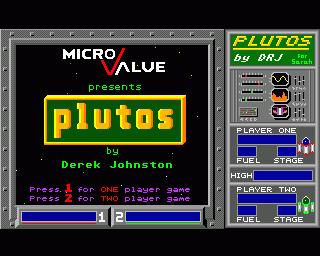 MICRO
VALUE
presents
plutos
by
Derek Johnston
Press 1 for ONE player game
Press 2 for TWO player game
1 2
PLUTOS
by DRJ for
Sarah
PLAYER ONE
FUEL STAGE
HIGH
PLAYER TWO
FUEL STAGE